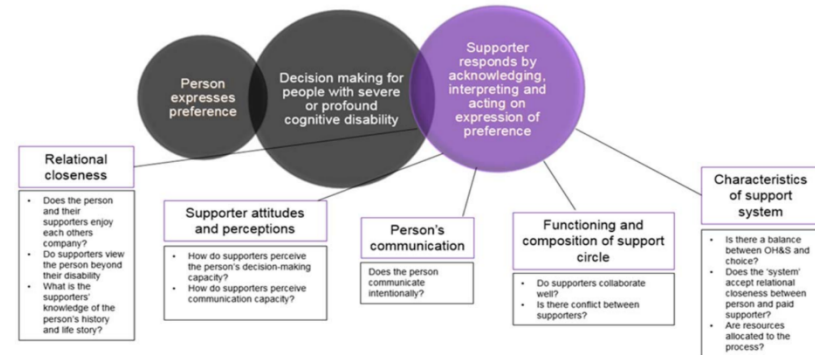 Person
expresses
preference
Decision making for
people with severe
or profound
cognitive disability
Supporter
responds by
acknowledging,
interpreting and
acting on
expression of
preference
Relational
closeness
• Does the person
and their
supporters enjoy
each others
company?
• Do supporters view
the person beyond
their disability
• What is the
supporters'
knowledge of the
person's history
and life story?
Supporter attitudes
and perceptions
• How do supporters perceive
the person's decision-making
capacity?
• How do supporters perceive
communication capacity?
Person's
communication
Does the person
communicate
intentionally?
Functioning and
composition of support
circle
• Do supporters collaborate
well?
• Is there conflict between
supporters?
Characteristics
of support
system
• Is there a balance
between OH&S and
choice?
• Does the 'system'
accept relational
closeness between
person and paid
supporter?
• Are resources
allocated to the
process?